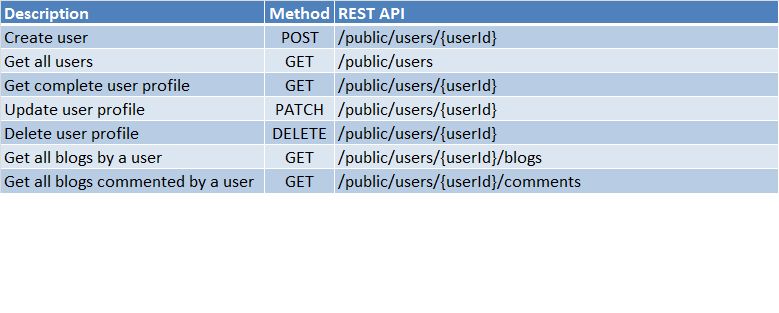 Description Method REST API
Create user POST /public/users/{userId}
Get all users GET /public/users
Get complete user profile GET /public/users/{userId}
Update user profile PATCH /public/users/{userId}
Delete user profile DELETE /public/users/{userId}
Get all blogs by a user GET /public/users/{userId}/blogs
Get all blogs commented by a user GET /public/users/{userId}/comments